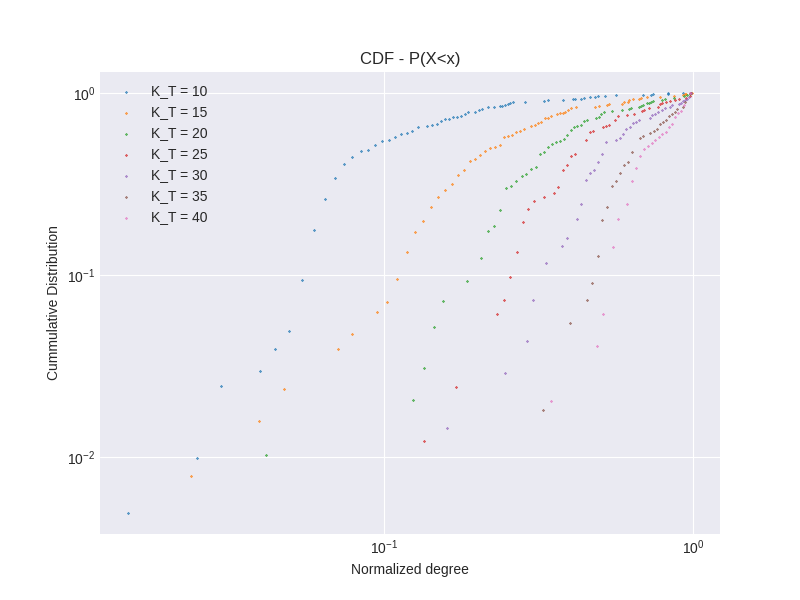 CDF - P(X<x)
10^0
10^-1
10^-2
Cummulative Distribution
K_T = 10
K_T = 15
K_T = 20
K_T = 25
K_T = 30
K_T = 35
K_T = 40
10^-1
10^0
Normalized degree